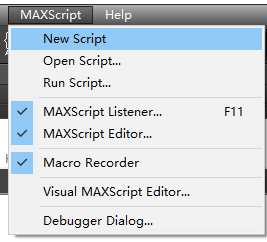 MAXScript Help
New Script
Open Script...
Run Script...
MAXScript Listener... F11
MAXScript Editor...
Macro Recorder
Visual MAXScript Editor...
Debugger Dialog...